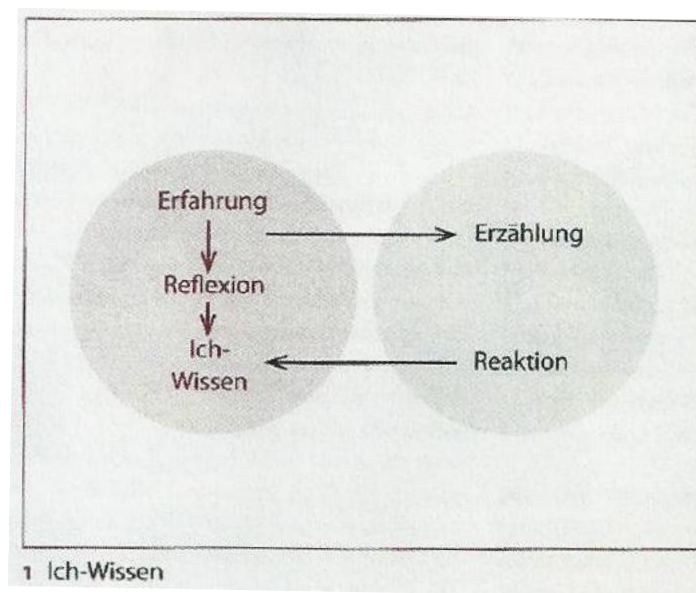 Erfahrung
Erzählung
Reflexion
Ich-
Wissen
Reaktion
1 Ich-Wissen